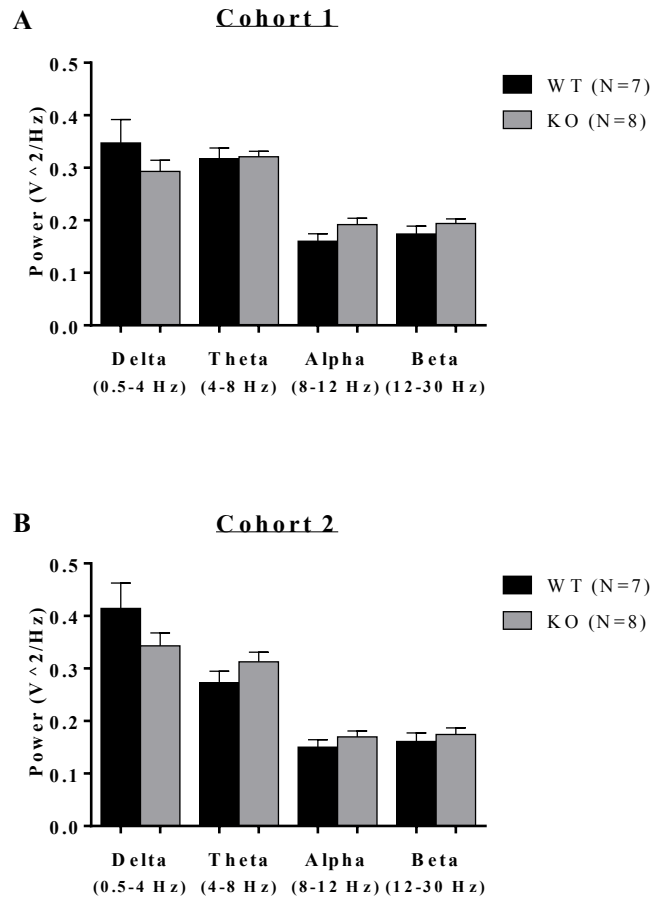 A
Cohort 1
Power (V^2/Hz)
0.5
0.4
0.3
0.2
0.1
0.0
WT (N=7)
KO (N=8)
Delta Theta Alpha Beta
(0.5-4 Hz) (4-8 Hz) (8-12 Hz) (12-30 Hz)
B
Cohort 2
Power (V^2/Hz)
0.5
0.4
0.3
0.2
0.1
0.0
WT (N=7)
KO (N=8)
Delta Theta Alpha Beta
(0.5-4 Hz) (4-8 Hz) (8-12 Hz) (12-30 Hz)